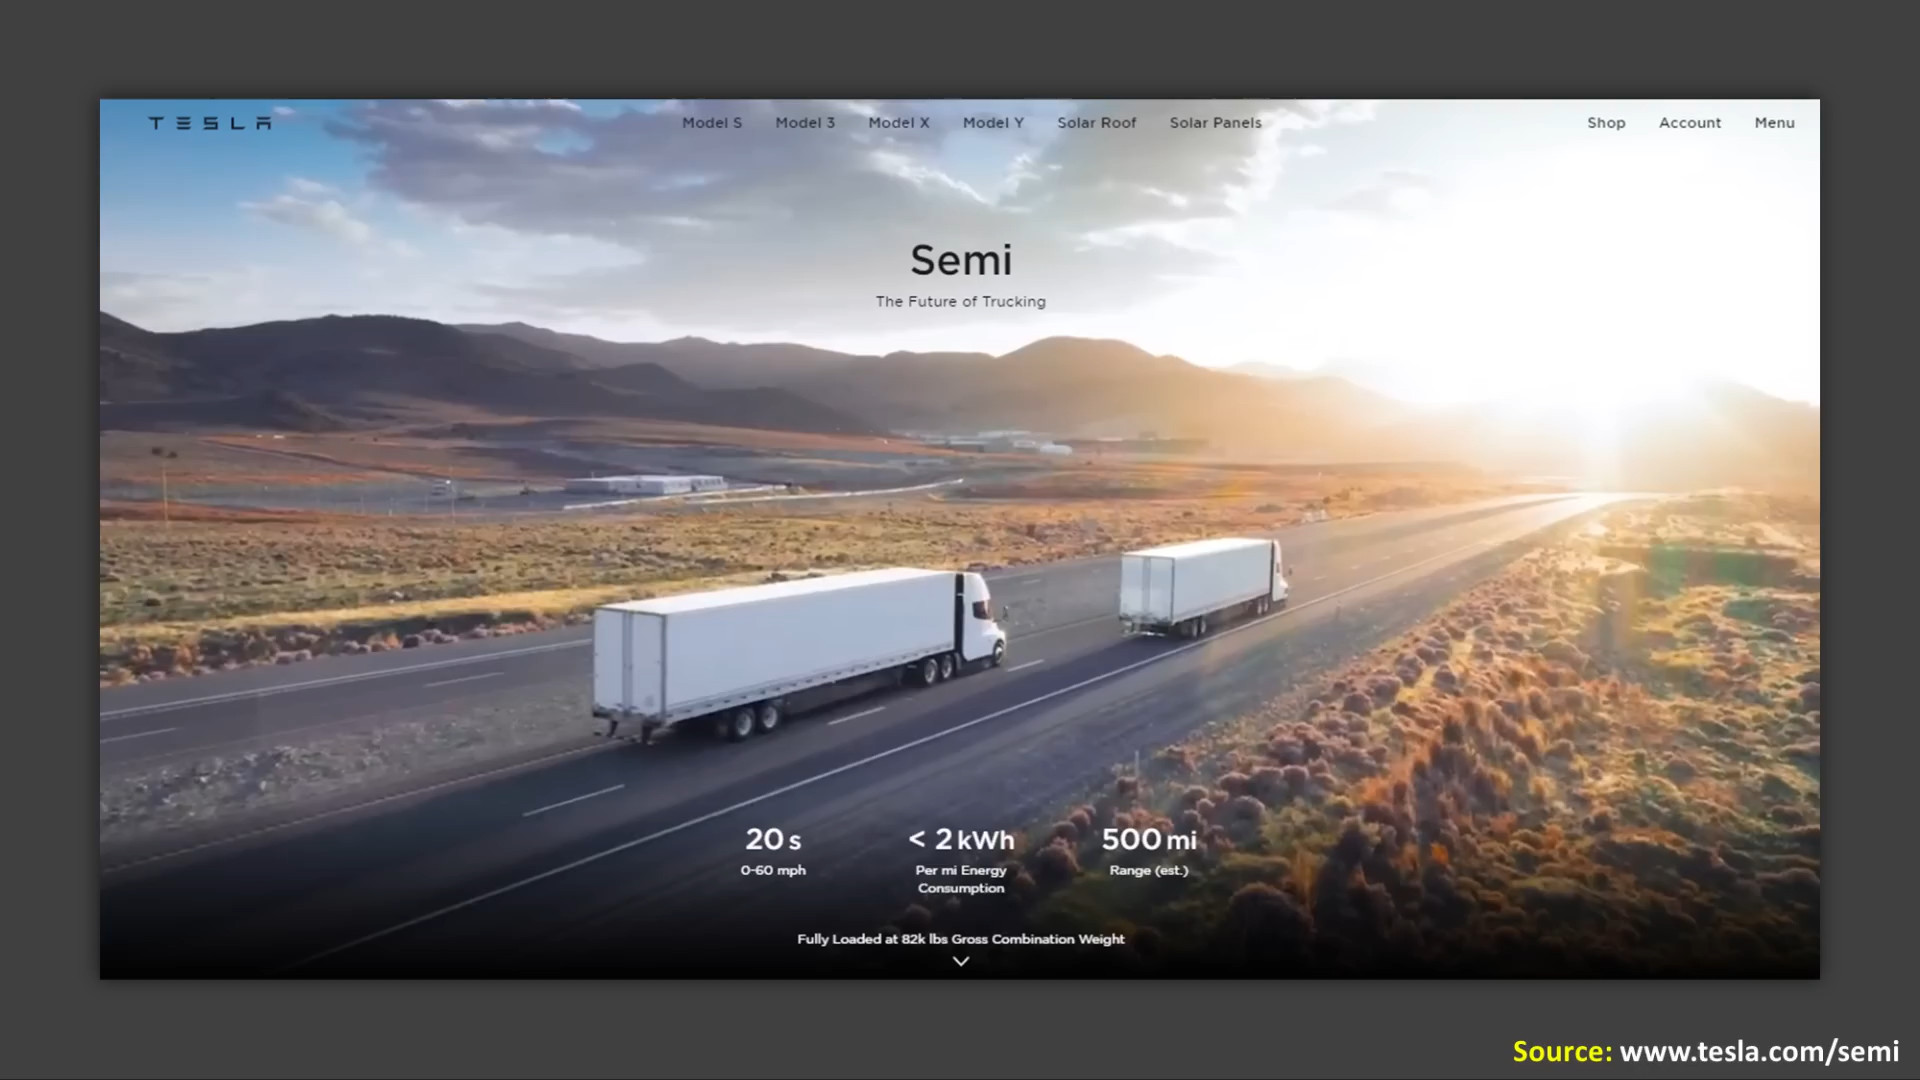 TESLA
Model S Model 3 Model X Model Y Solar Roof Solar Panels
Shop Account Menu
Semi
The Future of Trucking
20 s
0-60 mph
< 2 kWh
Per mi Energy
Consumption
500 mi
Range (est.)
Fully Loaded at 82k lbs Gross Combination Weight
Source: www.tesla.com/semi